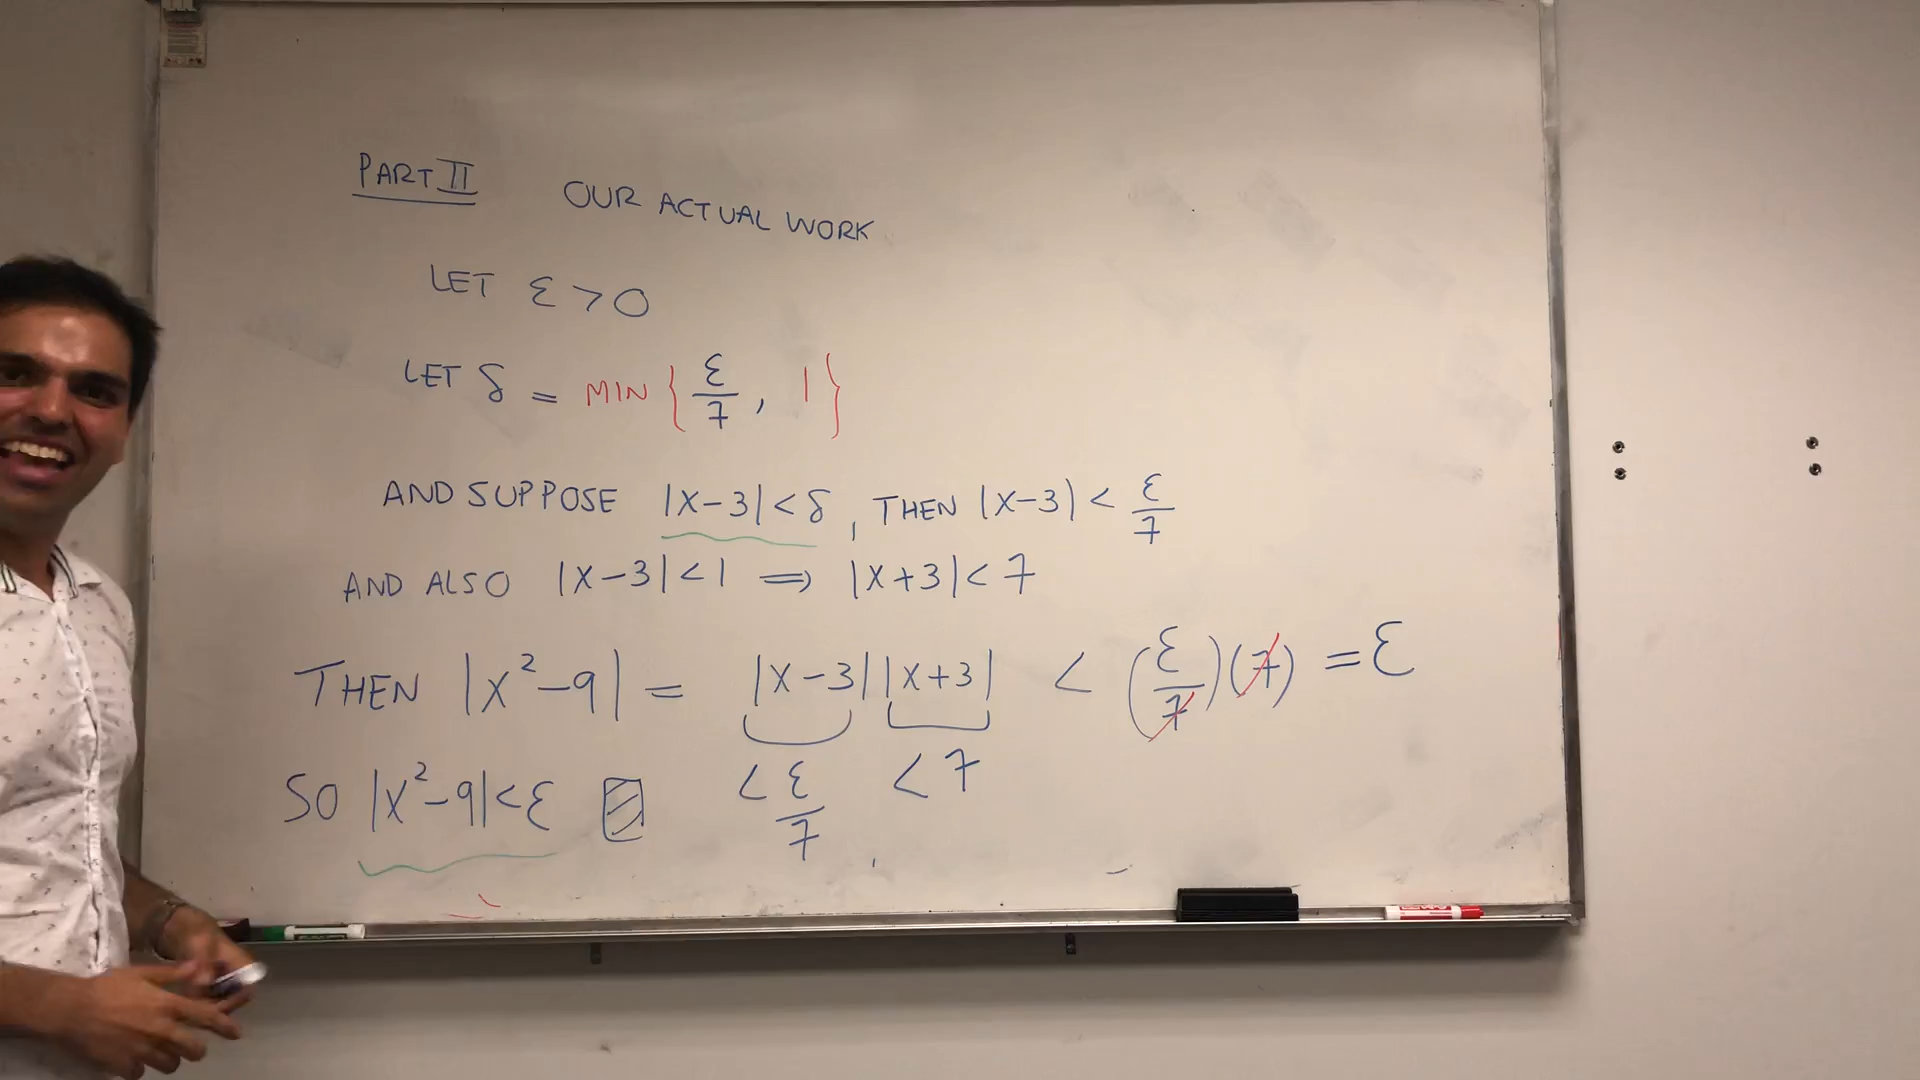 PART II OUR ACTUAL WORK
LET ε > 0
LET δ = MIN { ε/7 , 1 }
AND SUPPOSE |x-3| < δ , THEN |x-3| < ε/7
AND ALSO |x-3| < 1 ⟹ |x+3| < 7
THEN |x²-9| = |x-3||x+3| < (ε/7)(7) = ε
< ε/7 < 7
SO |x²-9| < ε